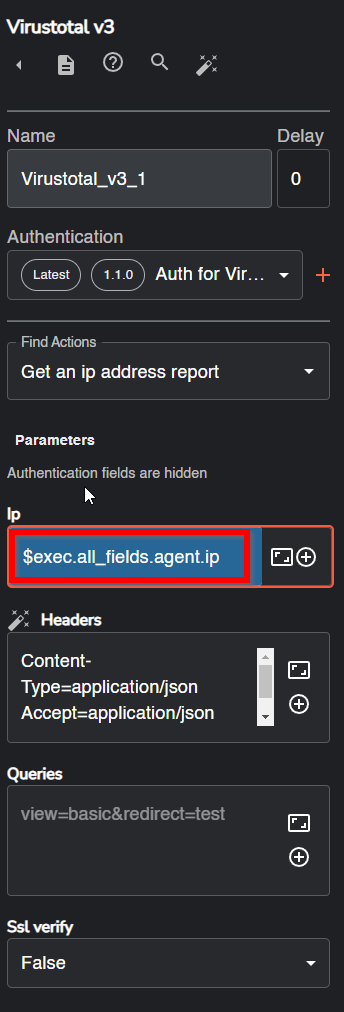 Virustotal v3
Name
Delay
Virustotal_v3_1
0
Authentication
Latest
1.1.0
Auth for Vir...
Find Actions
Get an ip address report
Parameters
Authentication fields are hidden
Ip
$exec.all_fields.agent.ip
Headers
Content-
Type=application/json
Accept=application/json
Queries
view=basic&redirect=test
Ssl verify
False